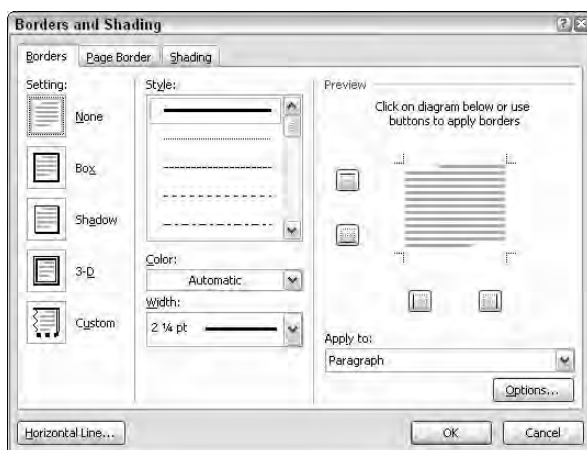 Borders and Shading
Borders
Page Border
Shading
Setting:
None
Box
Shadow
3-D
Custom
Style:
Color:
Automatic
Width:
2 ¼ pt
Preview
Click on diagram below or use
buttons to apply borders
Apply to:
Paragraph
Options...
Horizontal Line...
OK
Cancel